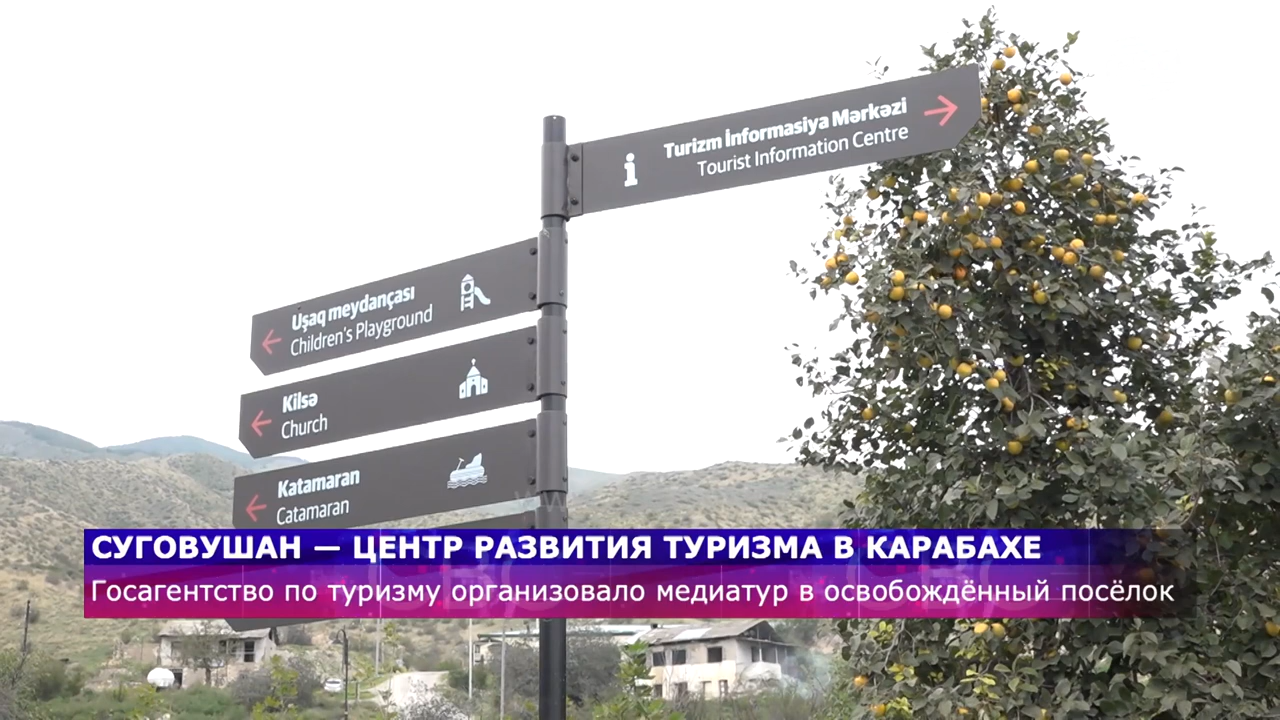 Turizm İnformasiya Mərkəzi
Tourist Information Centre
Uşaq meydançası
Children's Playground
Kilsə
Church
Katamaran
Catamaran
СУГОВУШАН — ЦЕНТР РАЗВИТИЯ ТУРИЗМА В КАРАБАХЕ
Госагентство по туризму организовало медиатур в освобождённый посёлок